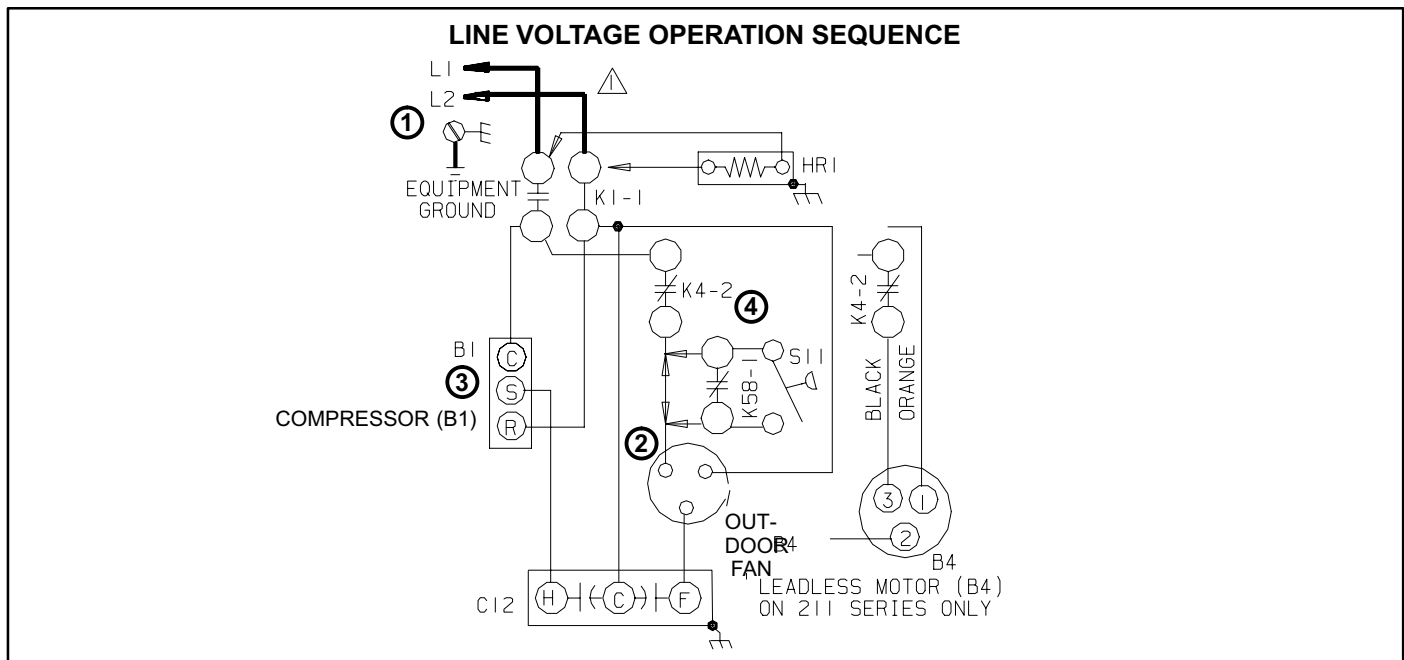 LINE VOLTAGE OPERATION SEQUENCE
L1
L2
1
1
HR1
EQUIPMENT
GROUND
K1-1
K4-2
4
K4-2
S11
K58-1
B1
C
3
S
COMPRESSOR (B1)
R
2
BLACK
ORANGE
3
1
2
OUT-
DOOR
B4
FAN
B4
LEADLESS MOTOR (B4)
ON 211 SERIES ONLY
C12
H
C
F